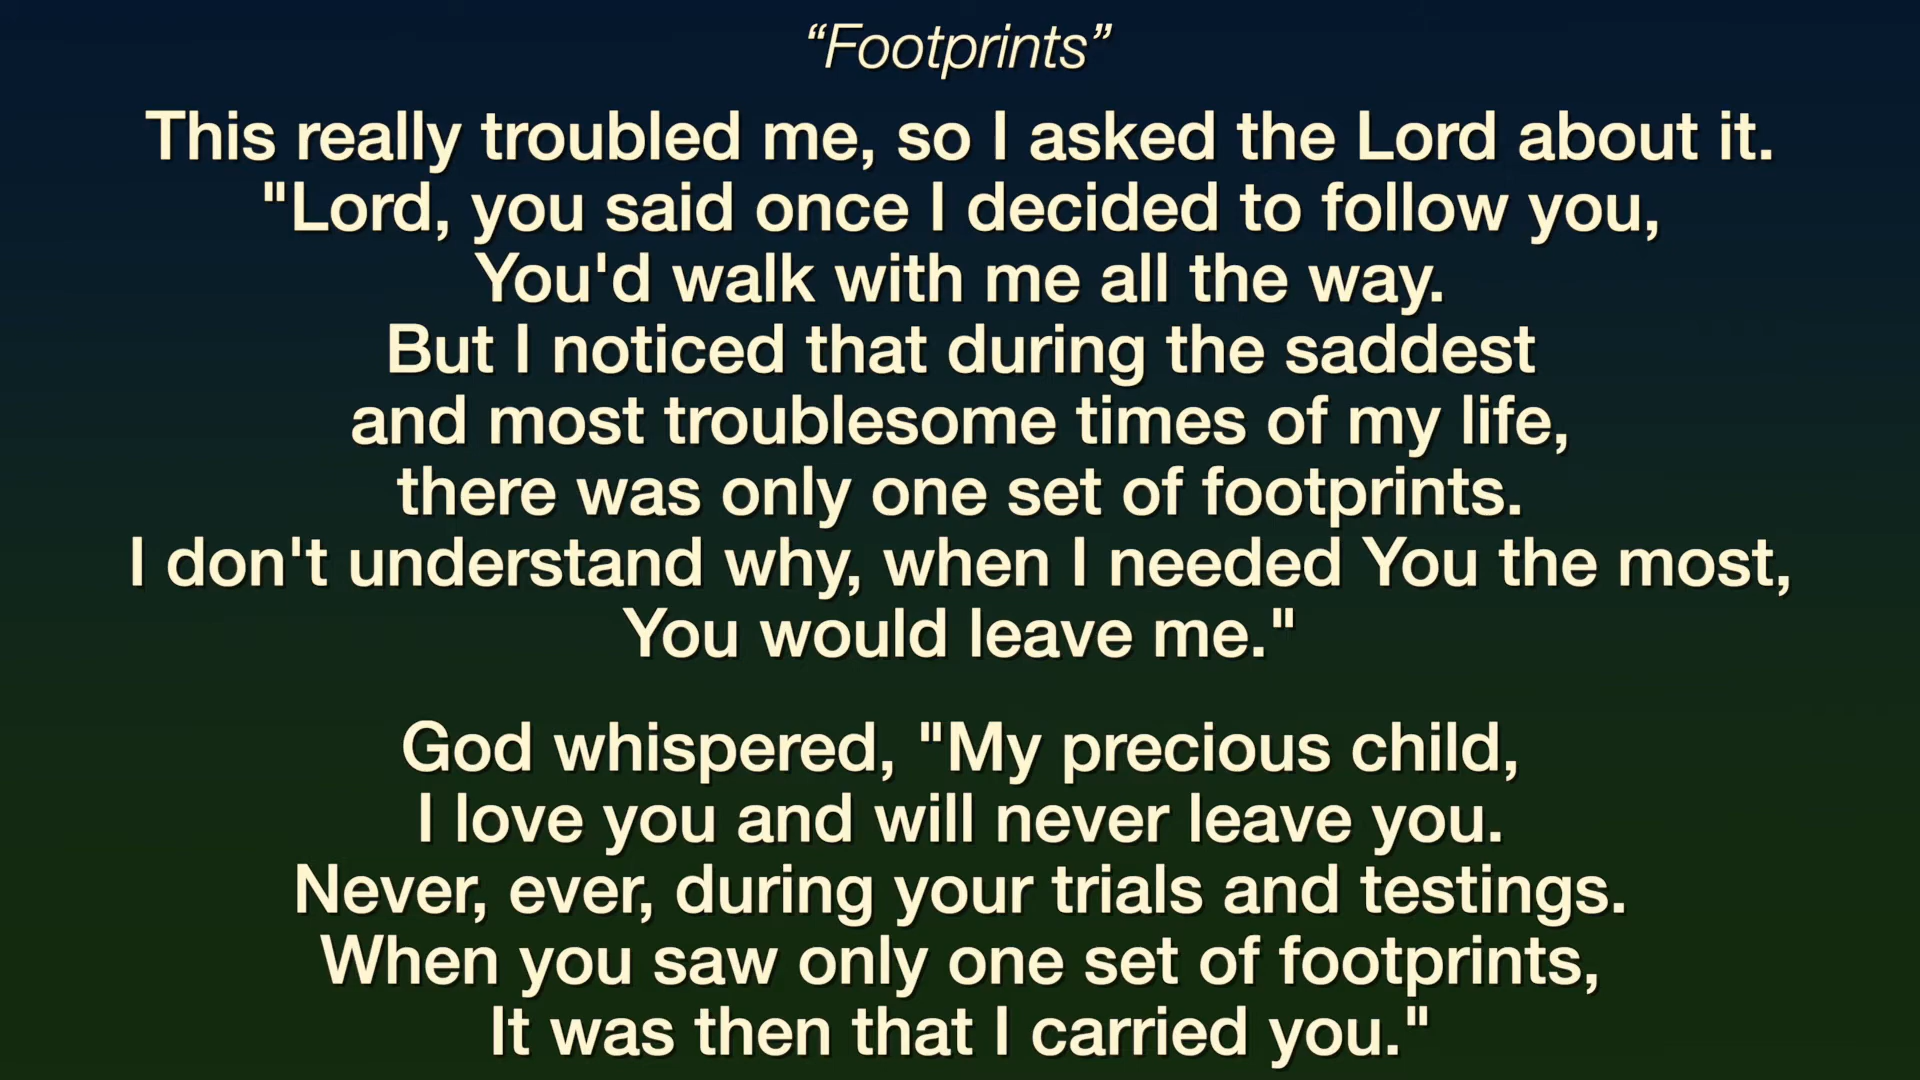 “Footprints”
This really troubled me, so I asked the Lord about it.
"Lord, you said once I decided to follow you,
You'd walk with me all the way.
But I noticed that during the saddest
and most troublesome times of my life,
there was only one set of footprints.
I don't understand why, when I needed You the most,
You would leave me."
God whispered, "My precious child,
I love you and will never leave you.
Never, ever, during your trials and testings.
When you saw only one set of footprints,
It was then that I carried you."